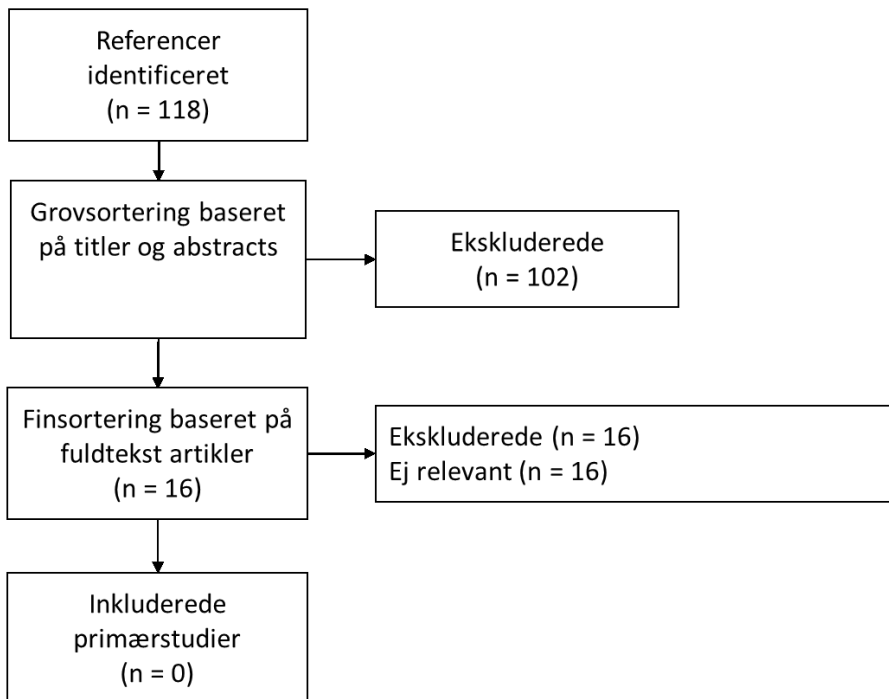 Referencer
identificeret
(n = 118)
Grovsortering baseret
på titler og abstracts
Ekskluderede
(n = 102)
Finsortering baseret på
fuldtekst artikler
(n = 16)
Ekskluderede (n = 16)
Ej relevant (n = 16)
Inkluderede
primærstudier
(n = 0)